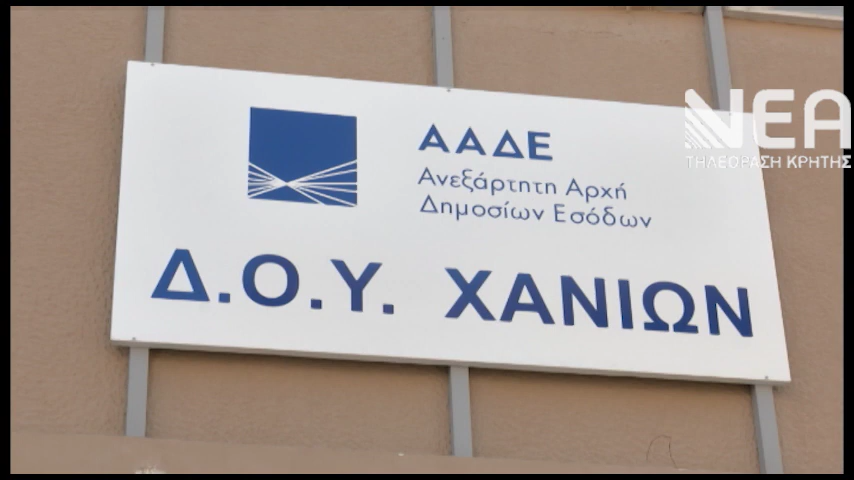 ΑΑΔΕ
Ανεξάρτητη Αρχή
Δημοσίων Εσόδων
Δ.Ο.Υ. ΧΑΝΙΩΝ
ΝΕΑ
ΤΗΛΕΟΡΑΣΗ ΚΡΗΤΗΣ